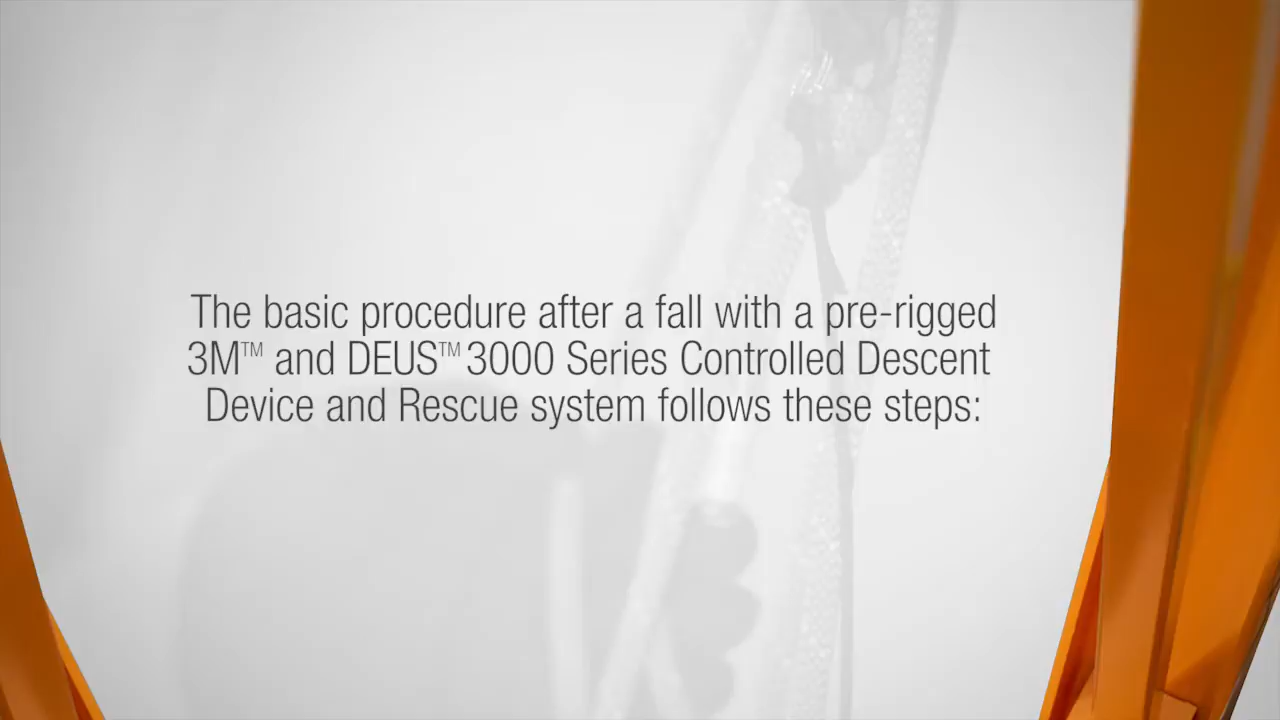 The basic procedure after a fall with a pre-rigged
3M™ and DEUS™ 3000 Series Controlled Descent
Device and Rescue system follows these steps: